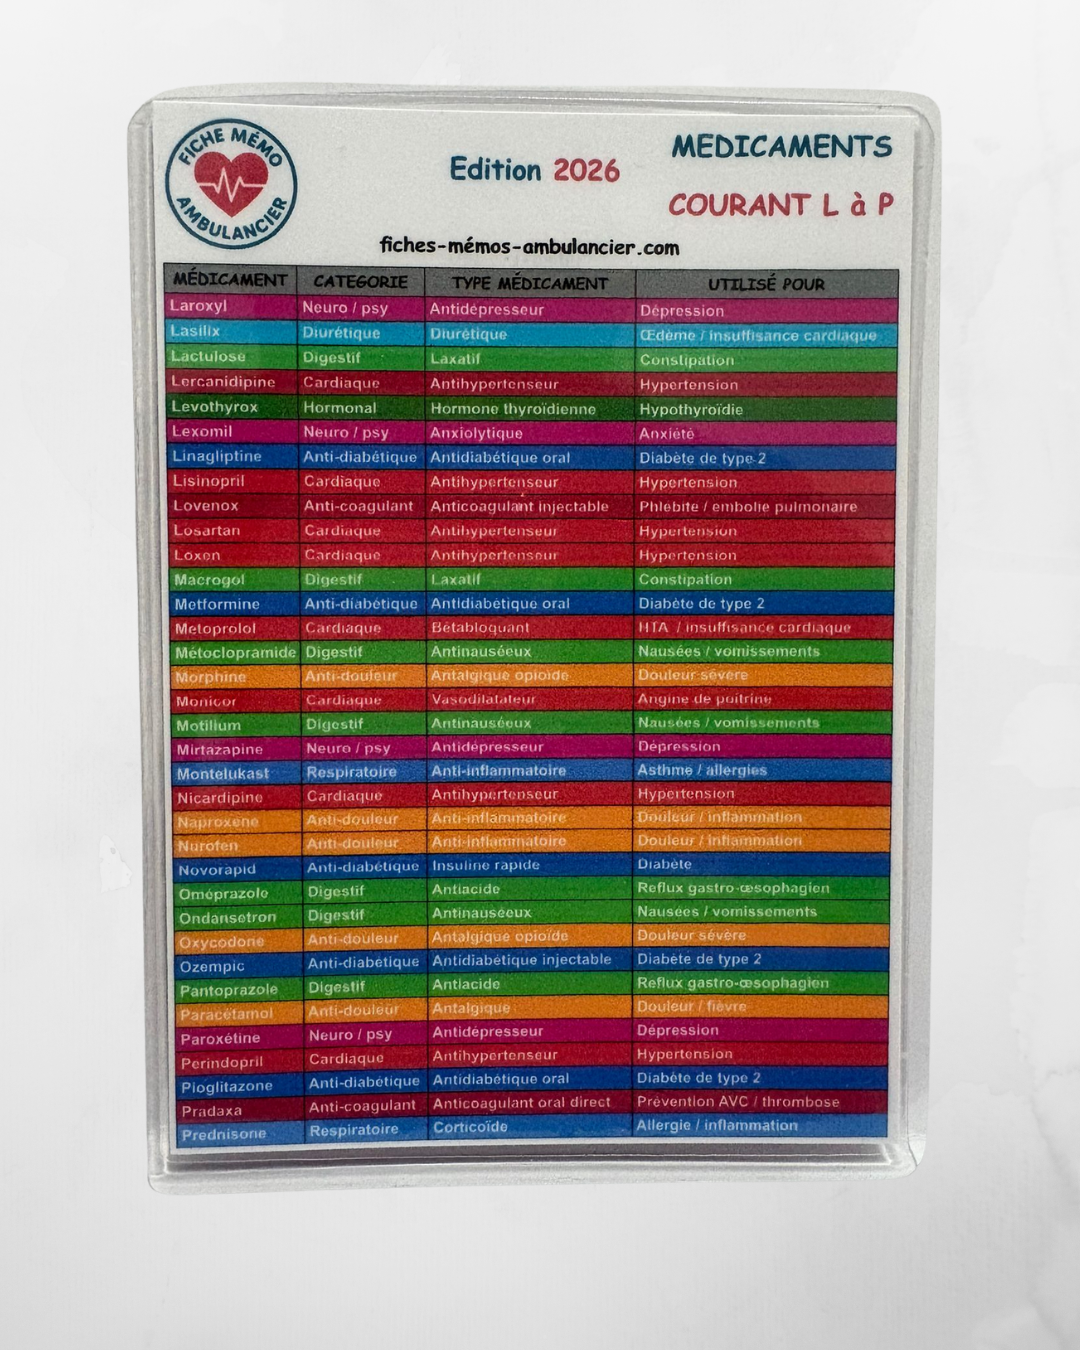 FICHE MÉMO
AMBULANCIER
Edition 2026
MEDICAMENTS
COURANT L à P
fiches-mémos-ambulancier.com
MÉDICAMENT CATEGORIE TYPE MÉDICAMENT UTILISÉ POUR
Laroxyl Neuro / psy Antidépresseur Dépression
Lasilix Diurétique Diurétique Œdème / insuffisance cardiaque
Lactulose Digestif Laxatif Constipation
Lercanidipine Cardiaque Antihypertenseur Hypertension
Levothyrox Hormonal Hormone thyroïdienne Hypothyroïdie
Lexomil Neuro / psy Anxiolytique Anxiété
Linagliptine Anti-diabétique Antidiabétique oral Diabète de type 2
Lisinopril Cardiaque Antihypertenseur Hypertension
Lovenox Anti-coagulant Anticoagulant injectable Phlébite / embolie pulmonaire
Losartan Cardiaque Antihypertenseur Hypertension
Loxen Cardiaque Antihypertenseur Hypertension
Macrogol Digestif Laxatif Constipation
Metformine Anti-diabétique Antidiabétique oral Diabète de type 2
Metoprolol Cardiaque Bêtabloquant HTA / insuffisance cardiaque
Métoclopramide Digestif Antinauséeux Nausées / vomissements
Morphine Anti-douleur Antalgique opioïde Douleur sévère
Monicor Cardiaque Vasodilatateur Angine de poitrine
Motilium Digestif Antinauséeux Nausées / vomissements
Mirtazapine Neuro / psy Antidépresseur Dépression
Montelukast Respiratoire Anti-inflammatoire Asthme / allergies
Nicardipine Cardiaque Antihypertenseur Hypertension
Naproxène Anti-douleur Anti-inflammatoire Douleur / inflammation
Nurofen Anti-douleur Anti-inflammatoire Douleur / inflammation
Novorapid Anti-diabétique Insuline rapide Diabète
Oméprazole Digestif Antiacide Reflux gastro-œsophagien
Ondansetron Digestif Antinauséeux Nausées / vomissements
Oxycodone Anti-douleur Antalgique opioïde Douleur sévère
Ozempic Anti-diabétique Antidiabétique injectable Diabète de type 2
Pantoprazole Digestif Antiacide Reflux gastro-œsophagien
Paracétamol Anti-douleur Antalgique Douleur / fièvre
Paroxétine Neuro / psy Antidépresseur Dépression
Perindopril Cardiaque Antihypertenseur Hypertension
Pioglitazone Anti-diabétique Antidiabétique oral Diabète de type 2
Pradaxa Anti-coagulant Anticoagulant oral direct Prévention AVC / thrombose
Prednisone Respiratoire Corticoïde Allergie / inflammation